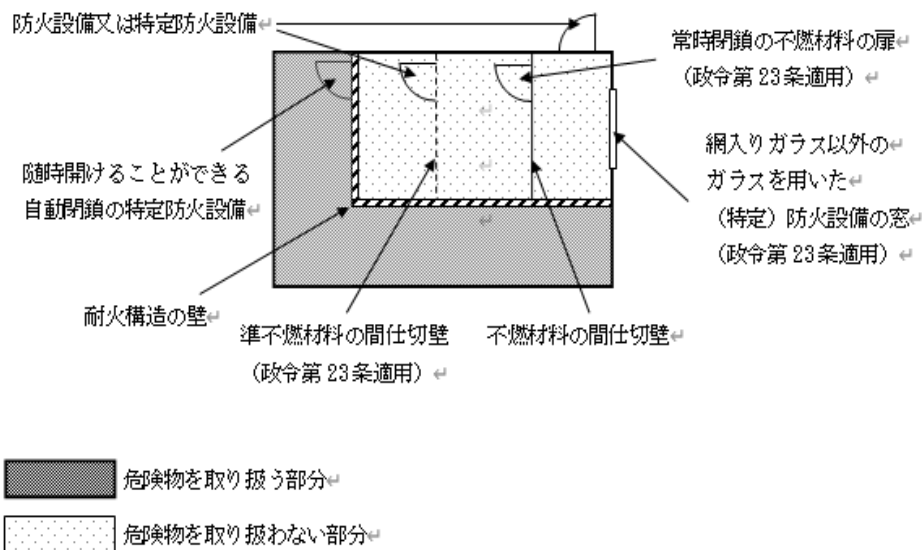 防火設備又は特定防火設備
常時閉鎖の不燃材料の扉↵
（政令第 23 条適用）↵
網入りガラス以外の↵
ガラスを用いた↵
（特定）防火設備の窓↵
（政令第 23 条適用）↵
随時開けることができる
自動閉鎖の特定防火設備↵
耐火構造の壁↵
準不燃材料の間仕切壁
（政令第 23 条適用）↵
不燃材料の間仕切壁↵
危険物を取り扱う部分↵
危険物を取り扱わない部分↵